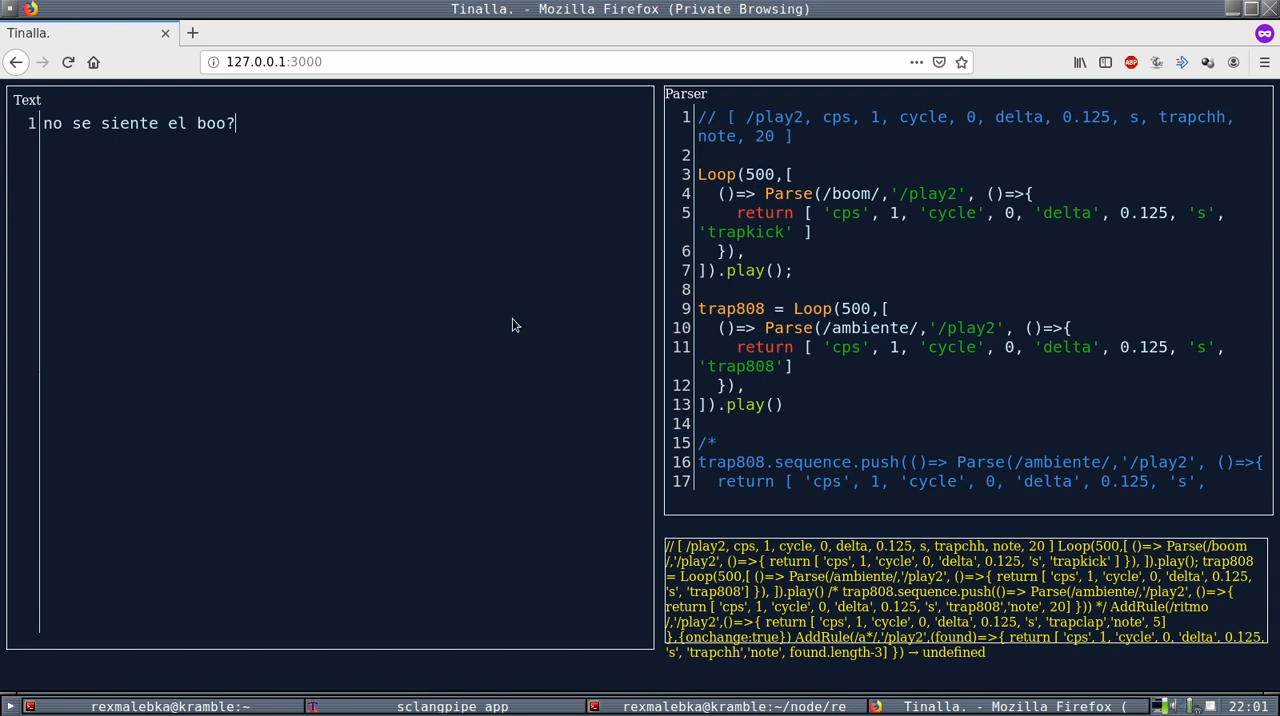 Tinalla. - Mozilla Firefox (Private Browsing)
Tinalla.
127.0.0.1:3000
ABP
Text
1 no se siente el boo?
Parser
1 // [ /play2, cps, 1, cycle, 0, delta, 0.125, s, trapchh,
note, 20 ]
2
3 Loop(500,[
4 ()=> Parse(/boom/,'/play2', ()=>{
5 return [ 'cps', 1, 'cycle', 0, 'delta', 0.125, 's',
'trapkick' ]
6 }),
7 ]).play();
8
9 trap808 = Loop(500,[
10 ()=> Parse(/ambiente/,'/play2', ()=>{
11 return [ 'cps', 1, 'cycle', 0, 'delta', 0.125, 's',
'trap808']
12 }),
13 ]).play()
14
15 /*
16 trap808.sequence.push(()=> Parse(/ambiente/,'/play2', ()=>{
17 return [ 'cps', 1, 'cycle', 0, 'delta', 0.125, 's',
// [ /play2, cps, 1, cycle, 0, delta, 0.125, s, trapchh, note, 20 ] Loop(500,[ ()=> Parse(/boom
/,'/play2', ()=>{ return [ 'cps', 1, 'cycle', 0, 'delta', 0.125, 's', 'trapkick' ] }), ]).play(); trap808
= Loop(500,[ ()=> Parse(/ambiente/,'/play2', ()=>{ return [ 'cps', 1, 'cycle', 0, 'delta', 0.125,
's', 'trap808'] }), ]).play() /* trap808.sequence.push(()=> Parse(/ambiente/,'/play2', ()=>{
return [ 'cps', 1, 'cycle', 0, 'delta', 0.125, 's', 'trap808','note', 20] })) */ AddRule(/ritmo
/,'/play2',()=>{ return [ 'cps', 1, 'cycle', 0, 'delta', 0.125, 's', 'trapclap','note', 5]
},{onchange:true}) AddRule(/a*/,'/play2',(found)=>{ return [ 'cps', 1, 'cycle', 0, 'delta', 0.125,
's', 'trapchh','note', found.length-3] }) → undefined
rexmalebka@kramble:~
sclangpipe_app
rexmalebka@kramble:~/node/re
Tinalla. - Mozilla Firefox (
22:01